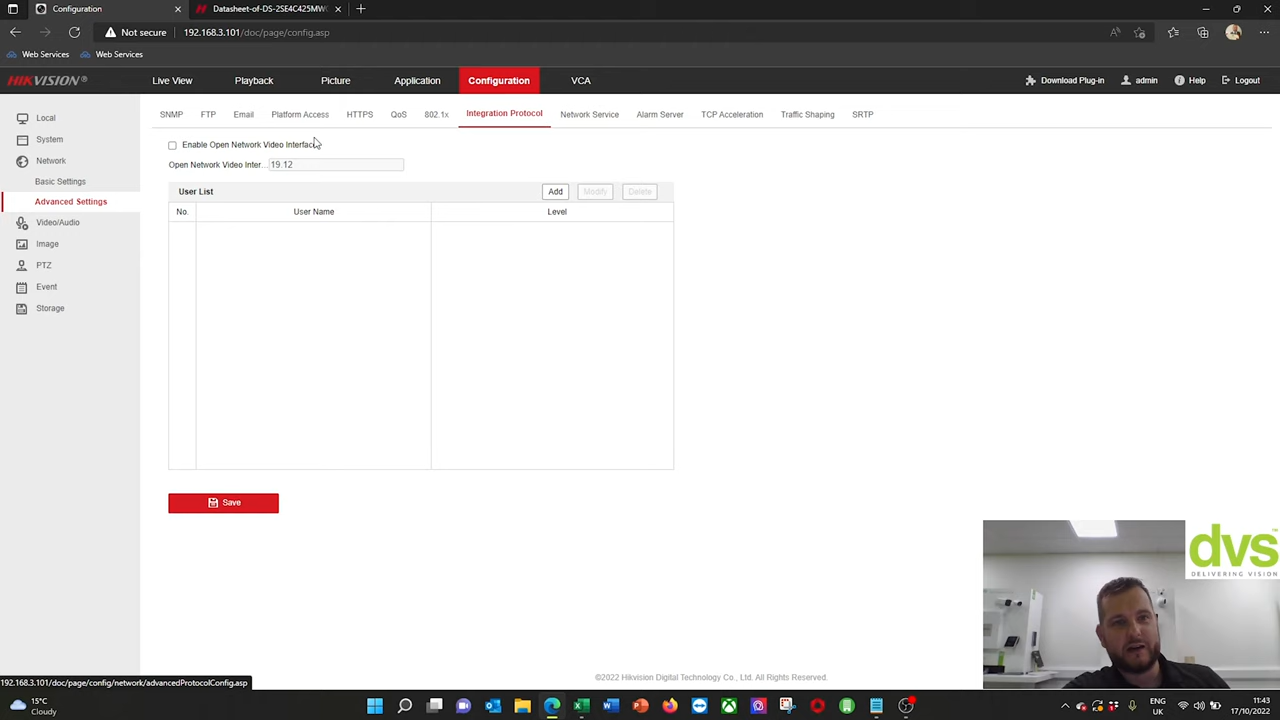 Configuration
Datasheet-of-DS-2SE4C425MW
Not secure 192.168.3.101/doc/page/config.asp
Web Services Web Services
HIKVISION® Live View Playback Picture Application Configuration VCA Download Plug-in admin Help Logout
Local
System
Network
Basic Settings
Advanced Settings
Video/Audio
Image
PTZ
Event
Storage
SNMP FTP Email Platform Access HTTPS QoS 802.1x Integration Protocol Network Service Alarm Server TCP Acceleration Traffic Shaping SRTP
Enable Open Network Video Interface
Open Network Video Inter... 19.12
User List Add Modify Delete
No. User Name Level
Save
dvs™
DELIVERING VISION
©2022 Hikvision Digital Technology Co., Ltd. All Rights Reserved.
192.168.3.101/doc/page/config/network/advancedProtocolConfig.asp
15°C
Cloudy
ENG
UK
11:43
17/10/2022